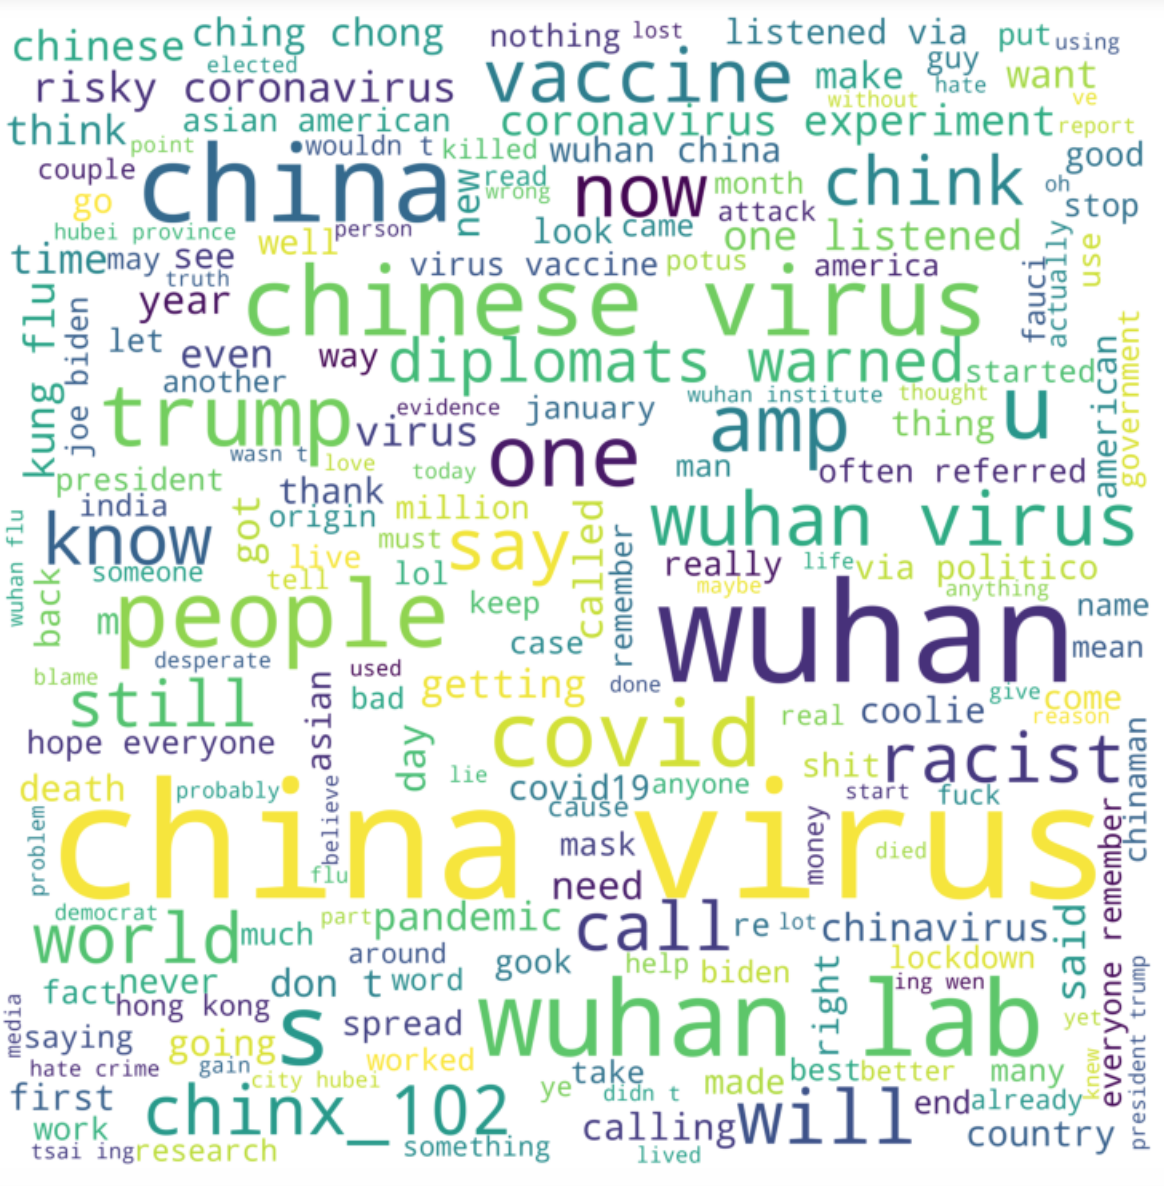 chinese
ching chong
nothing
lost
listened via
put
using
elected
guy
hate
risky coronavirus
vaccine
make
want
without
ve
think
asian american
coronavirus experiment
report
point
wouldn t
killed
wuhan china
good
couple
china
new
read
wrong
now
month
chink
oh
go
attack
stop
hubei province
well
person
look
came
one listened
actually
use
time
may
see
truth
virus vaccine
potus
america
fauci
kung flu
joe biden
year
chinese virus
let
even
way
diplomats warned
started
american
government
another
trump
virus
evidence
january
wuhan institute
thought
amp
thing
u
wasn t
love
today
one
man
often referred
president
thank
india
origin
got
million
wuhan flu
know
must
say
called
remember
wuhan virus
live
someone
tell
lol
really
life
via politico
maybe
anything
back
m
people
keep
wuhan
name
case
mean
desperate
used
blame
still
asian
bad
getting
done
give
come
reason
covid
real
coolie
hope everyone
day
lie
shit
racist
chinaman
death
probably
believe
covid19
anyone
cause
start
fuck
problem
china virus
flu
mask
money
died
need
everyone remember
democrat
part
pandemic
call
re
lot
chinavirus
said
world
much
around
gook
help
biden
right
lockdown
ing wen
fact
never
don t
word
hong kong
s
spread
wuhan lab
yet
media
saying
going
worked
president trump
hate crime
gain
city hubei
ye
take
didn t
made
best
better
many
knew
first
chinx_102
calling
will
end
already
work
something
country
tsai ing
research
lived